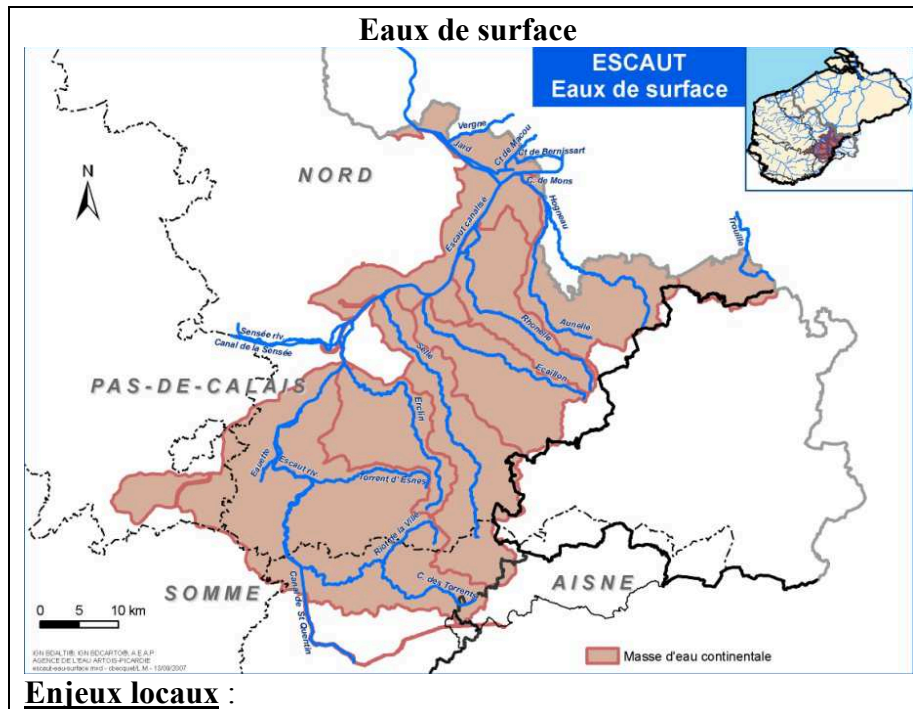 Eaux de surface
ESCAUT
Eaux de surface
Vergne
Jard
Ct de Macou
Ct de Bernissart
C. de Mons
NORD
N
Escaut canalisé
Hogneau
Trouille
Aunelle
Rhonelle
Sensée riv.
Canal de la Sensée
Selle
Ecaillon
PAS-DE-CALAIS
Erclin
Eauette
Escaut riv.
Torrent d'Esnes
Riot de la Ville
SOMME
Canal de St Quentin
C. des Torrents
AISNE
0 5 10 km
AGENCE DE L'EAU ARTOIS-PICARDIE
Masse d'eau continentale
Enjeux locaux :